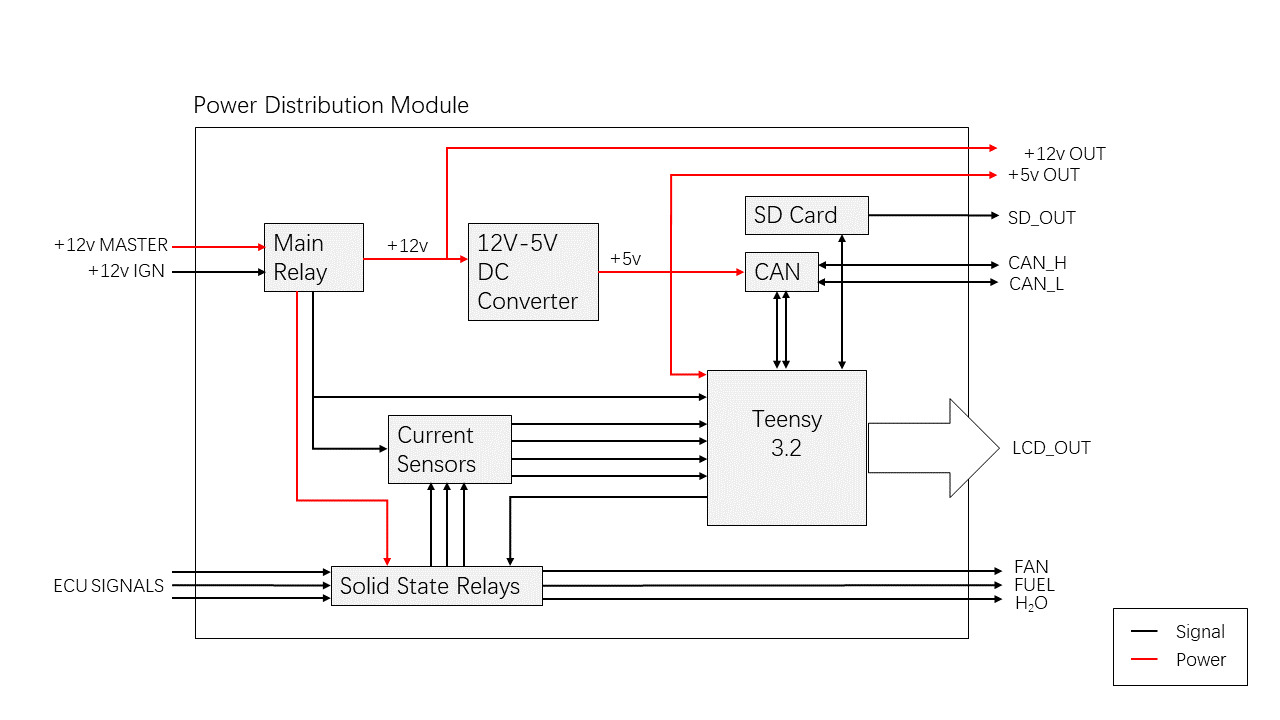 Power Distribution Module
+12v OUT
+5v OUT
SD Card
SD_OUT
+12v MASTER
+12v IGN
Main
Relay
+12v
12V-5V
DC
Converter
+5v
CAN
CAN_H
CAN_L
Teensy
3.2
Current
Sensors
LCD_OUT
ECU SIGNALS
Solid State Relays
FAN
FUEL
H₂O
Signal
Power